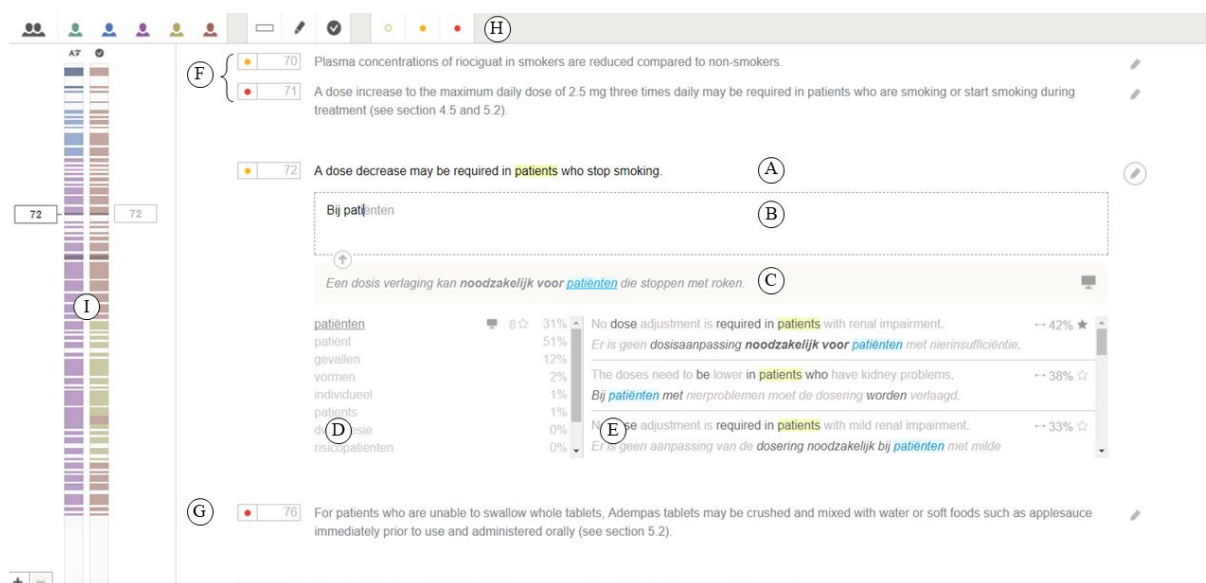 H
A
F
70 Plasma concentrations of riociguat in smokers are reduced compared to non-smokers.
71 A dose increase to the maximum daily dose of 2.5 mg three times daily may be required in patients who are smoking or start smoking during
treatment (see section 4.5 and 5.2).
72 A dose decrease may be required in patients who stop smoking.
A
72
72
Bij patiënten
B
Een dosis verlaging kan noodzakelijk voor patiënten die stoppen met roken.
C
I
patiënten 8☆ 31%
patiënt 51%
gevallen 12%
vormen 2%
individueel 1%
patients 1%
0%
risicopatiënten 0%
D
No dose adjustment is required in patients with renal impairment. ↔ 42% ★
Er is geen dosisaanpassing noodzakelijk voor patiënten met nierinsufficiëntie.
The doses need to be lower in patients who have kidney problems. ↔ 38% ☆
Bij patiënten met nierproblemen moet de dosering worden verlaagd.
E
adjustment is required in patients with mild renal impairment. ↔ 33% ☆
Er is geen aanpassing van de dosering noodzakelijk bij patiënten met milde
G
76 For patients who are unable to swallow whole tablets, Adempas tablets may be crushed and mixed with water or soft foods such as applesauce
immediately prior to use and administered orally (see section 5.2).